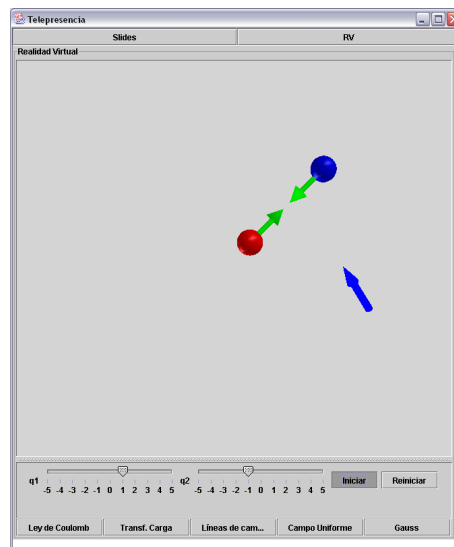 Telepresencia
Slides RV
Realidad Virtual
q1 -5 -4 -3 -2 -1 0 1 2 3 4 5 q2 -5 -4 -3 -2 -1 0 1 2 3 4 5 Iniciar Reiniciar
Ley de Coulomb Transf. Carga Líneas de cam... Campo Uniforme Gauss